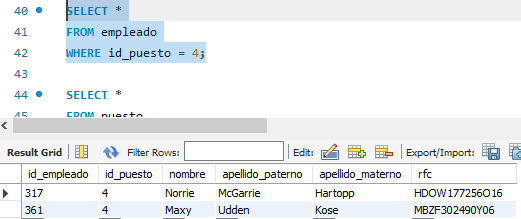 40 SELECT *
41 FROM empleado
42 WHERE id_puesto = 4;
43
44 SELECT *
45 FROM puesto
Result Grid Filter Rows: Edit: Export/Import:
id_empleado id_puesto nombre apellido_paterno apellido_materno rfc
317 4 Norrie McGarrie Hartopp HDOW177256O16
361 4 Maxy Udden Kose MBZF302490Y06